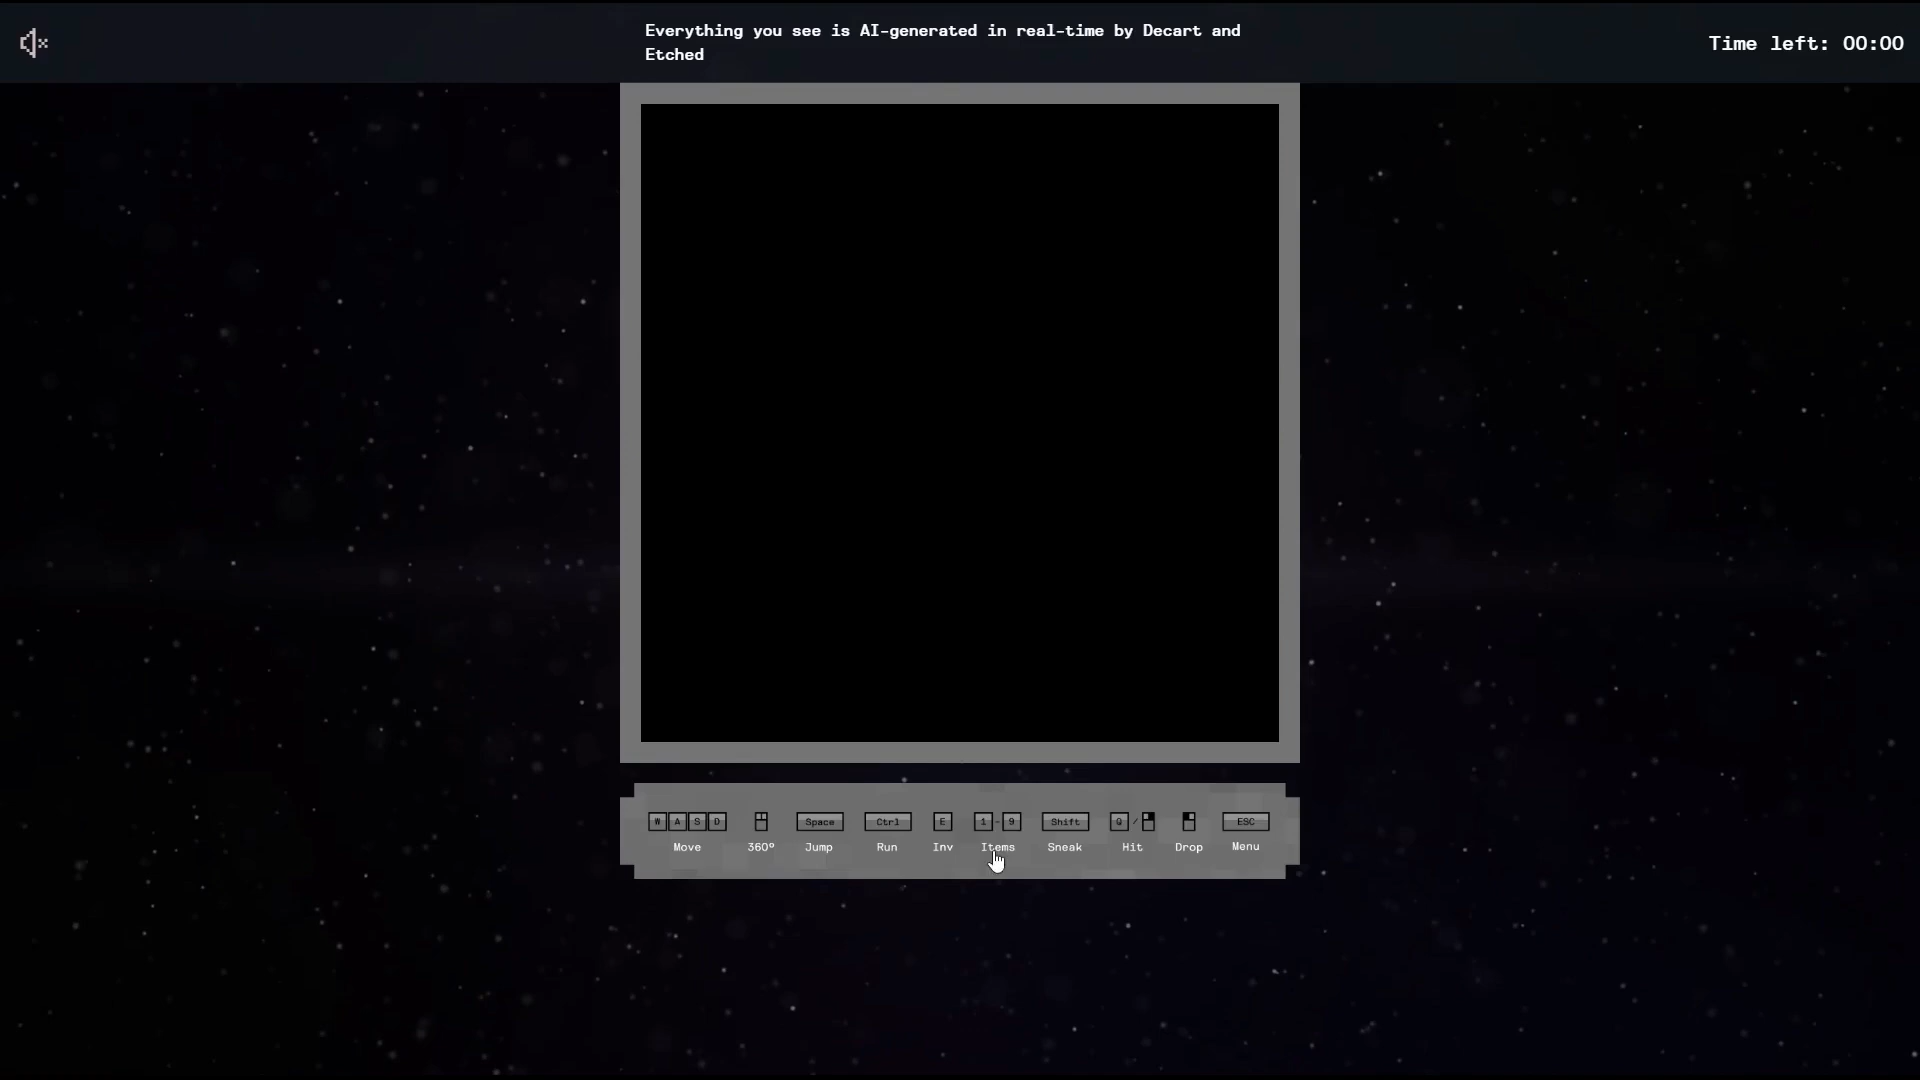 Everything you see is AI-generated in real-time by Decart and
Etched
Time left: 00:00
W A S D Space Ctrl E 1 - 9 Shift Q / ESC
Move 360º Jump Run Inv Items Sneak Hit Drop Menu